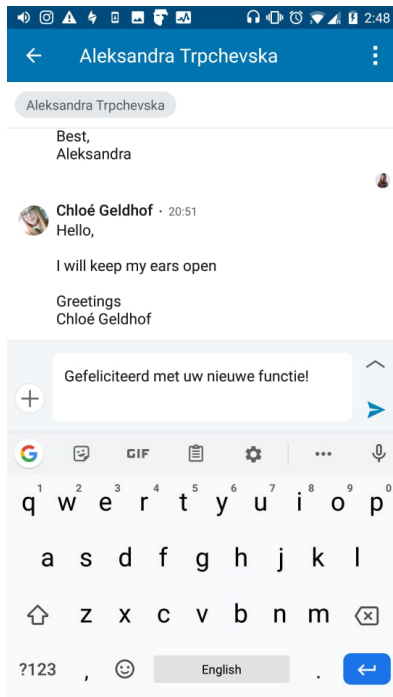 2:48
Aleksandra Trpchevska
Aleksandra Trpchevska
Best,
Aleksandra
Chloé Geldhof • 20:51
Hello,
I will keep my ears open
Greetings
Chloé Geldhof
Gefeliciteerd met uw nieuwe functie!
G GIF
1 2 3 4 5 6 7 8 9 0
q w e r t y u i o p
a s d f g h j k l
z x c v b n m
?123 , English .